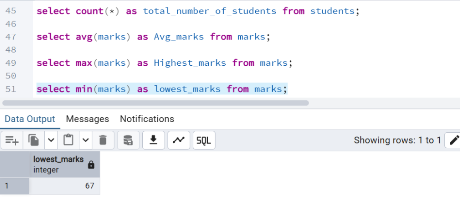 45 select count(*) as total_number_of_students from students;
46
47 select avg(marks) as Avg_marks from marks;
48
49 select max(marks) as Highest_marks from marks;
50
51 select min(marks) as lowest_marks from marks;
Data Output Messages Notifications
SQL Showing rows: 1 to 1
lowest_marks
integer
1 67